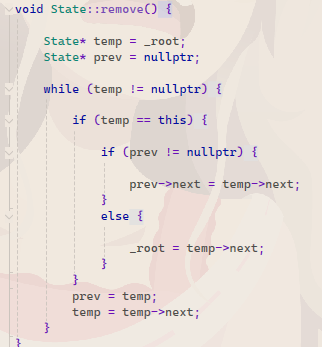 void State::remove() {
State* temp = _root;
State* prev = nullptr;
while (temp != nullptr) {
if (temp == this) {
if (prev != nullptr) {
prev->next = temp->next;
}
else {
_root = temp->next;
}
}
prev = temp;
temp = temp->next;
}
}